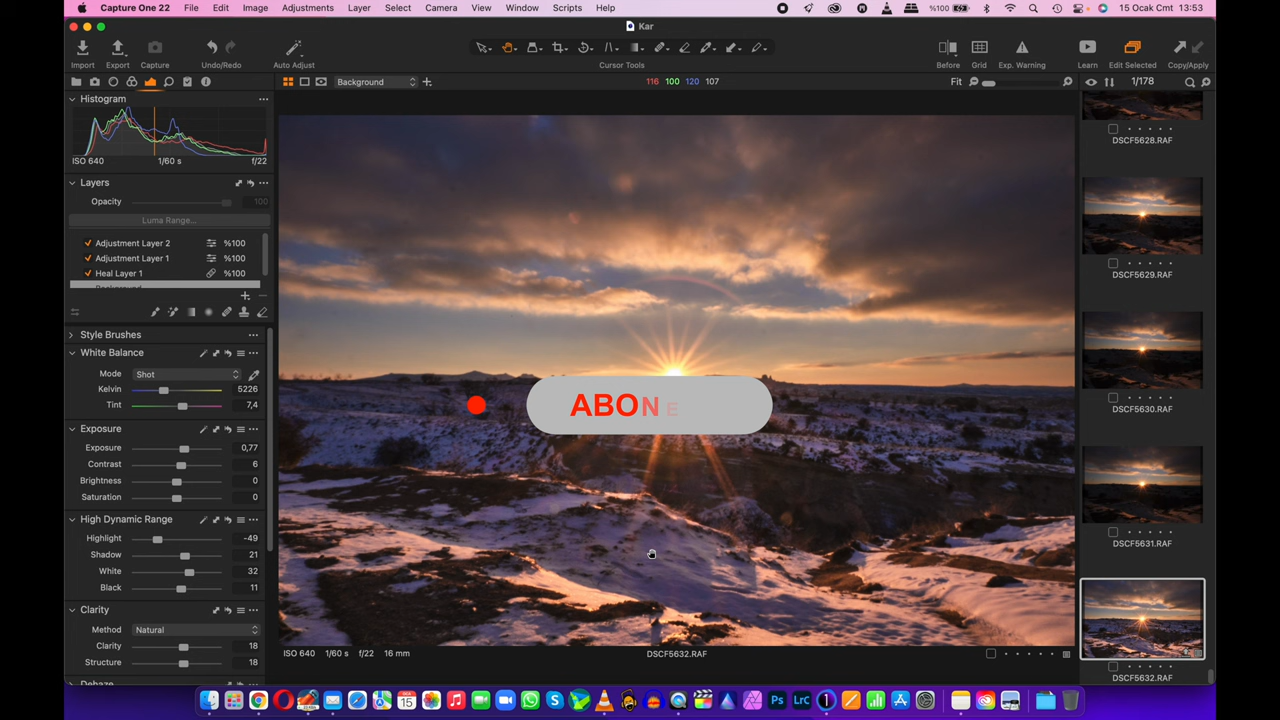 Capture One 22 File Edit Image Adjustments Layer Select Camera View Window Scripts Help %100 15 Ocak Cmt 13:53
Kar
Import Export Capture Undo/Redo Auto Adjust Cursor Tools Before Grid Exp. Warning Learn Edit Selected Copy/Apply
Background 116 100 120 107 Fit 1/178
Histogram
ISO 640 1/60 s f/22
Layers
Opacity 100
Luma Range...
Adjustment Layer 2 %100
Adjustment Layer 1 %100
Heal Layer 1 %100
Style Brushes
White Balance
Mode Shot
Kelvin 5226
Tint 7,4
Exposure
Exposure 0,77
Contrast 6
Brightness 0
Saturation 0
High Dynamic Range
Highlight -49
Shadow 21
White 32
Black 11
Clarity
Method Natural
Clarity 18
Structure 18
ABONE
ISO 640 1/60 s f/22 16 mm DSCF5632.RAF
DSCF5628.RAF
DSCF5629.RAF
DSCF5630.RAF
DSCF5631.RAF
DSCF5632.RAF
15
Ps LrC 1